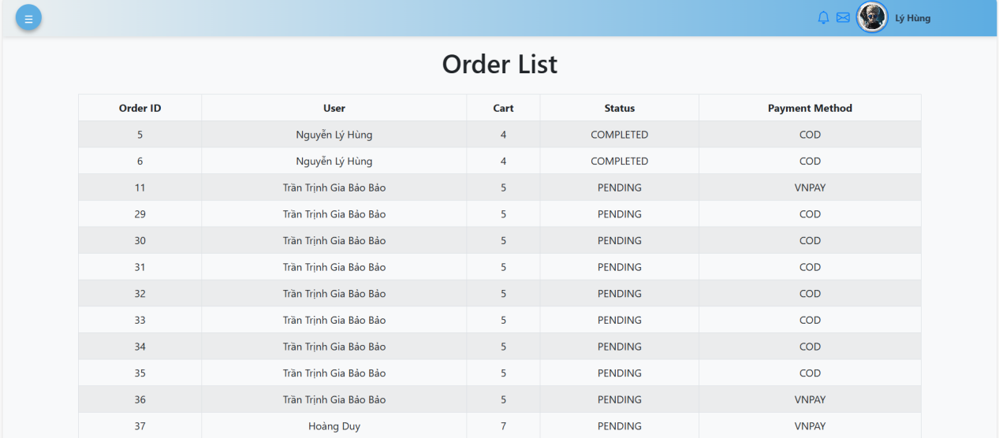 Lý Hùng
Order List
Order ID User Cart Status Payment Method
5 Nguyễn Lý Hùng 4 COMPLETED COD
6 Nguyễn Lý Hùng 4 COMPLETED COD
11 Trần Trịnh Gia Bảo Bảo 5 PENDING VNPAY
29 Trần Trịnh Gia Bảo Bảo 5 PENDING COD
30 Trần Trịnh Gia Bảo Bảo 5 PENDING COD
31 Trần Trịnh Gia Bảo Bảo 5 PENDING COD
32 Trần Trịnh Gia Bảo Bảo 5 PENDING COD
33 Trần Trịnh Gia Bảo Bảo 5 PENDING COD
34 Trần Trịnh Gia Bảo Bảo 5 PENDING COD
35 Trần Trịnh Gia Bảo Bảo 5 PENDING COD
36 Trần Trịnh Gia Bảo Bảo 5 PENDING VNPAY
37 Hoàng Duy 7 PENDING VNPAY